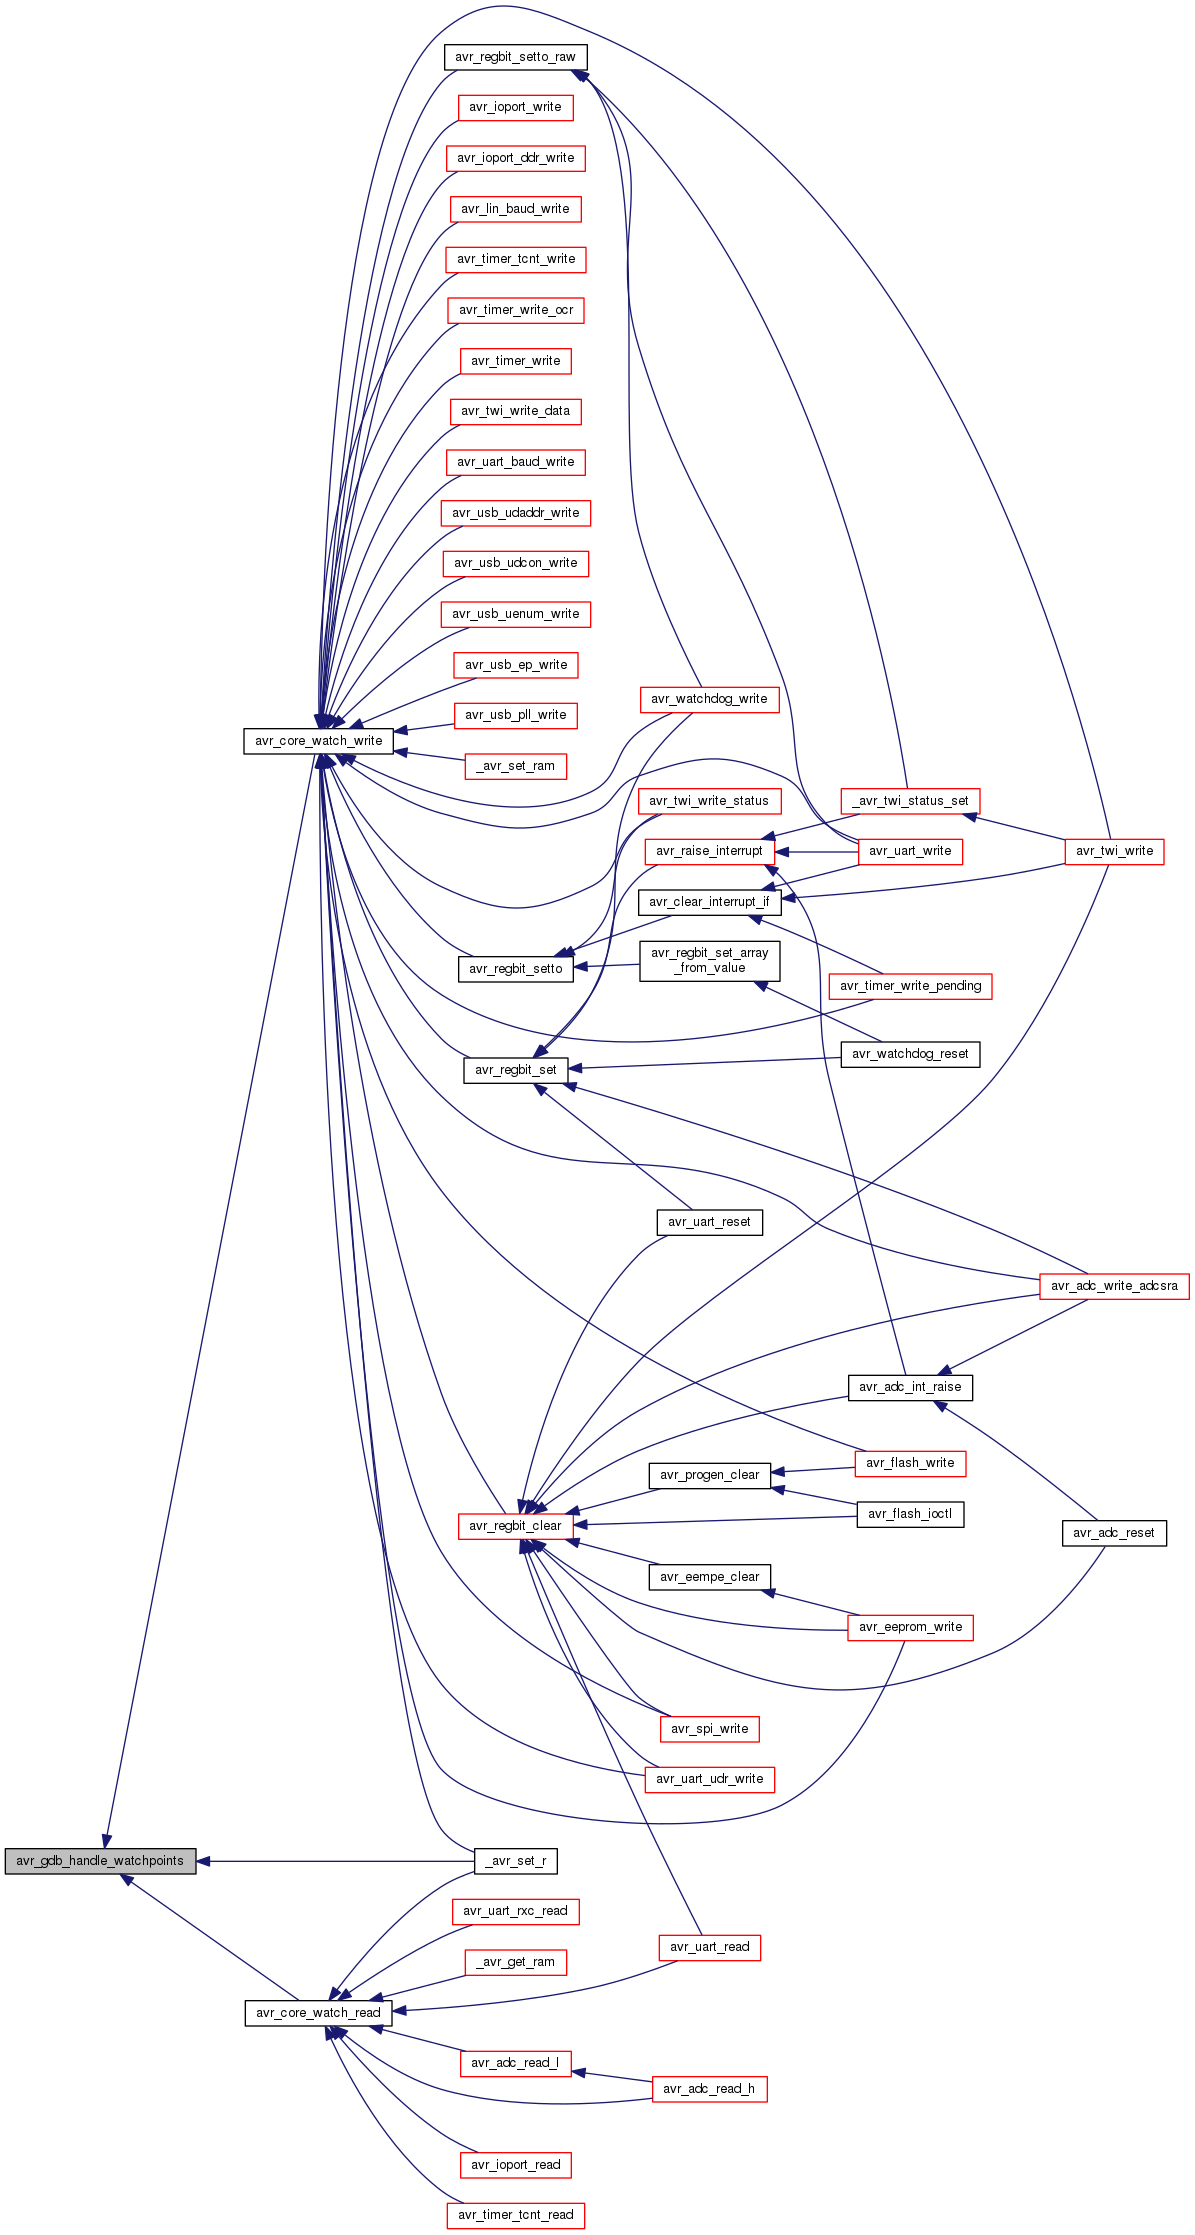 avr_regbit_setto_raw
avr_ioport_write
avr_ioport_ddr_write
avr_lin_baud_write
avr_timer_tcnt_write
avr_timer_write_ocr
avr_timer_write
avr_twi_write_data
avr_uart_baud_write
avr_usb_udaddr_write
avr_usb_udcon_write
avr_usb_uenum_write
avr_usb_ep_write
avr_watchdog_write
avr_usb_pll_write
avr_core_watch_write
_avr_set_ram
avr_twi_write_status
_avr_twi_status_set
avr_raise_interrupt
avr_uart_write
avr_twi_write
avr_clear_interrupt_if
avr_regbit_set_array
_from_value
avr_regbit_setto
avr_timer_write_pending
avr_watchdog_reset
avr_regbit_set
avr_uart_reset
avr_adc_write_adcsra
avr_adc_int_raise
avr_flash_write
avr_progen_clear
avr_flash_ioctl
avr_regbit_clear
avr_adc_reset
avr_eempe_clear
avr_eeprom_write
avr_spi_write
avr_uart_udr_write
avr_gdb_handle_watchpoints
_avr_set_r
avr_uart_rxc_read
avr_uart_read
_avr_get_ram
avr_core_watch_read
avr_adc_read_l
avr_adc_read_h
avr_ioport_read
avr_timer_tcnt_read